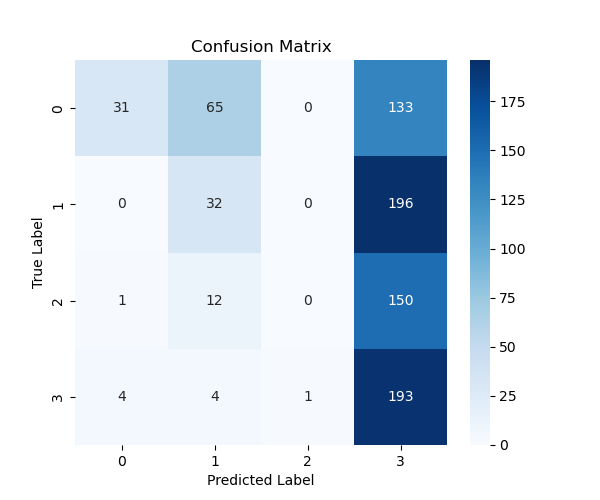 Confusion Matrix
0 31 65 0 133
1 0 32 0 196
2 1 12 0 150
3 4 4 1 193
0 1 2 3
Predicted Label
True Label
175
150
125
100
75
50
25
0